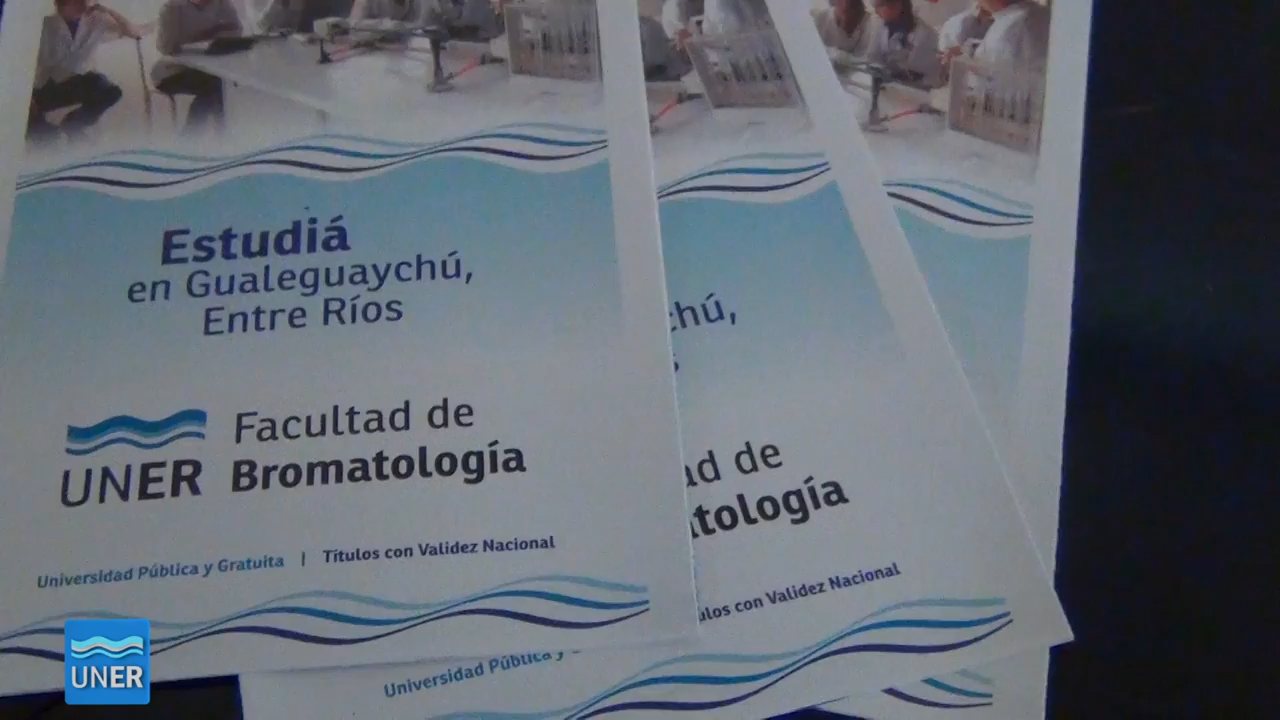 Estudiá
en Gualeguaychú,
Entre Ríos
UNER
Facultad de
Bromatología
Universidad Pública y Gratuita | Títulos con Validez Nacional
chú,
ad de
tología
ulos con Validez Nacional
Universidad Pública y
UNER